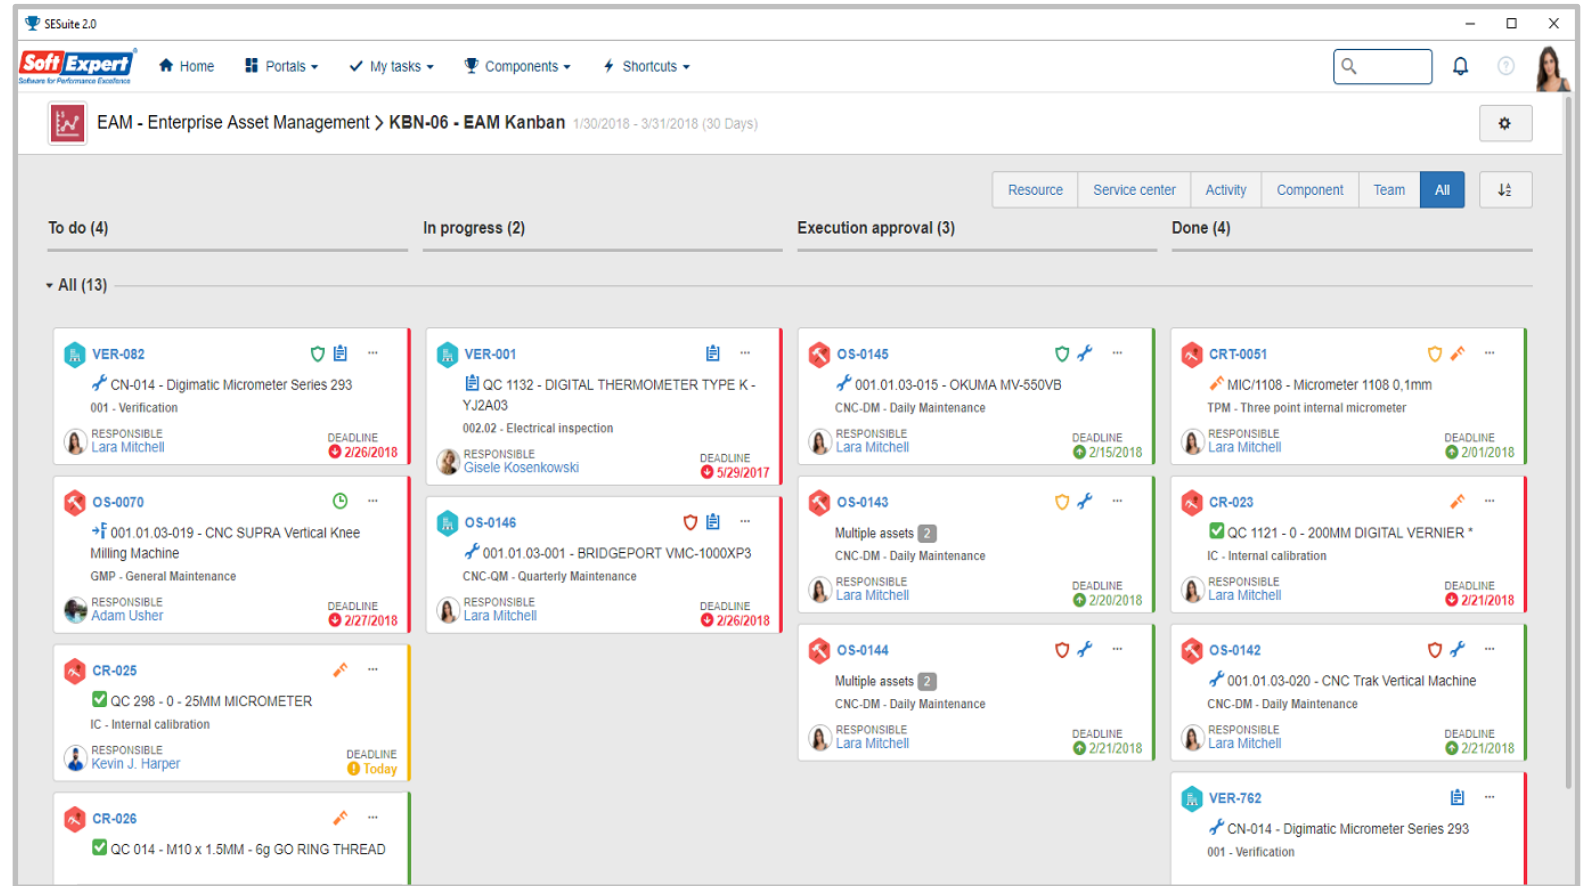 SESuite 2.0
SoftExpert®
Software for Performance Excellence
Home
Portals
My tasks
Components
Shortcuts
EAM - Enterprise Asset Management > KBN-06 - EAM Kanban 1/30/2018 - 3/31/2018 (30 Days)
Resource
Service center
Activity
Component
Team
All
To do (4)
In progress (2)
Execution approval (3)
Done (4)
All (13)
VER-082
CN-014 - Digimatic Micrometer Series 293
001 - Verification
RESPONSIBLE
Lara Mitchell
DEADLINE
2/26/2018
OS-0070
001.01.03-019 - CNC SUPRA Vertical Knee
Milling Machine
GMP - General Maintenance
RESPONSIBLE
Adam Usher
DEADLINE
2/27/2018
CR-025
QC 298 - 0 - 25MM MICROMETER
IC - Internal calibration
RESPONSIBLE
Kevin J. Harper
DEADLINE
Today
CR-026
QC 014 - M10 x 1.5MM - 6g GO RING THREAD
VER-001
QC 1132 - DIGITAL THERMOMETER TYPE K -
YJ2A03
002.02 - Electrical inspection
RESPONSIBLE
Gisele Kosenkowski
DEADLINE
5/29/2017
OS-0146
001.01.03-001 - BRIDGEPORT VMC-1000XP3
CNC-QM - Quarterly Maintenance
RESPONSIBLE
Lara Mitchell
DEADLINE
2/26/2018
OS-0145
001.01.03-015 - OKUMA MV-550VB
CNC-DM - Daily Maintenance
RESPONSIBLE
Lara Mitchell
DEADLINE
2/15/2018
OS-0143
Multiple assets 2
CNC-DM - Daily Maintenance
RESPONSIBLE
Lara Mitchell
DEADLINE
2/20/2018
OS-0144
Multiple assets 2
CNC-DM - Daily Maintenance
RESPONSIBLE
Lara Mitchell
DEADLINE
2/21/2018
CRT-0051
MIC/1108 - Micrometer 1108 0,1mm
TPM - Three point internal micrometer
RESPONSIBLE
Lara Mitchell
DEADLINE
2/01/2018
CR-023
QC 1121 - 0 - 200MM DIGITAL VERNIER *
IC - Internal calibration
RESPONSIBLE
Lara Mitchell
DEADLINE
2/21/2018
OS-0142
001.01.03-020 - CNC Trak Vertical Machine
CNC-DM - Daily Maintenance
RESPONSIBLE
Lara Mitchell
DEADLINE
2/21/2018
VER-762
CN-014 - Digimatic Micrometer Series 293
001 - Verification